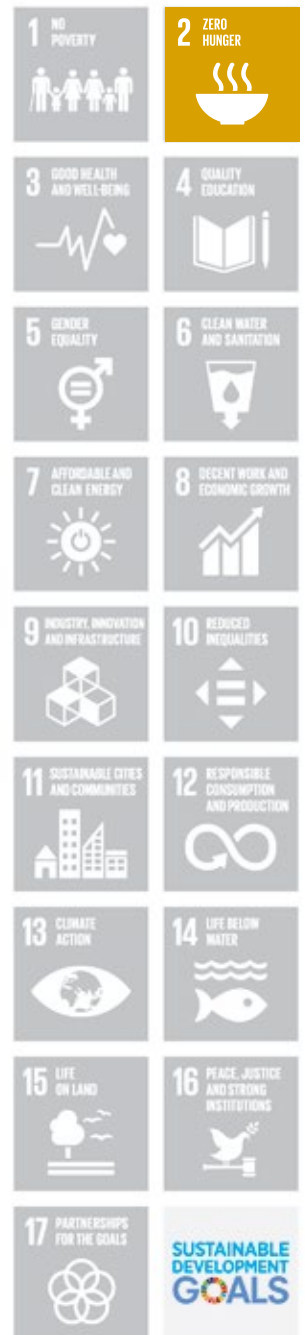 1 NO
POVERTY
2 ZERO
HUNGER
3 GOOD HEALTH
AND WELL-BEING
4 QUALITY
EDUCATION
5 GENDER
EQUALITY
6 CLEAN WATER
AND SANITATION
7 AFFORDABLE AND
CLEAN ENERGY
8 DECENT WORK AND
ECONOMIC GROWTH
9 INDUSTRY, INNOVATION
AND INFRASTRUCTURE
10 REDUCED
INEQUALITIES
11 SUSTAINABLE CITIES
AND COMMUNITIES
12 RESPONSIBLE
CONSUMPTION
AND PRODUCTION
13 CLIMATE
ACTION
14 LIFE BELOW
WATER
15 LIFE
ON LAND
16 PEACE, JUSTICE
AND STRONG
INSTITUTIONS
17 PARTNERSHIPS
FOR THE GOALS
SUSTAINABLE
DEVELOPMENT
GOALS